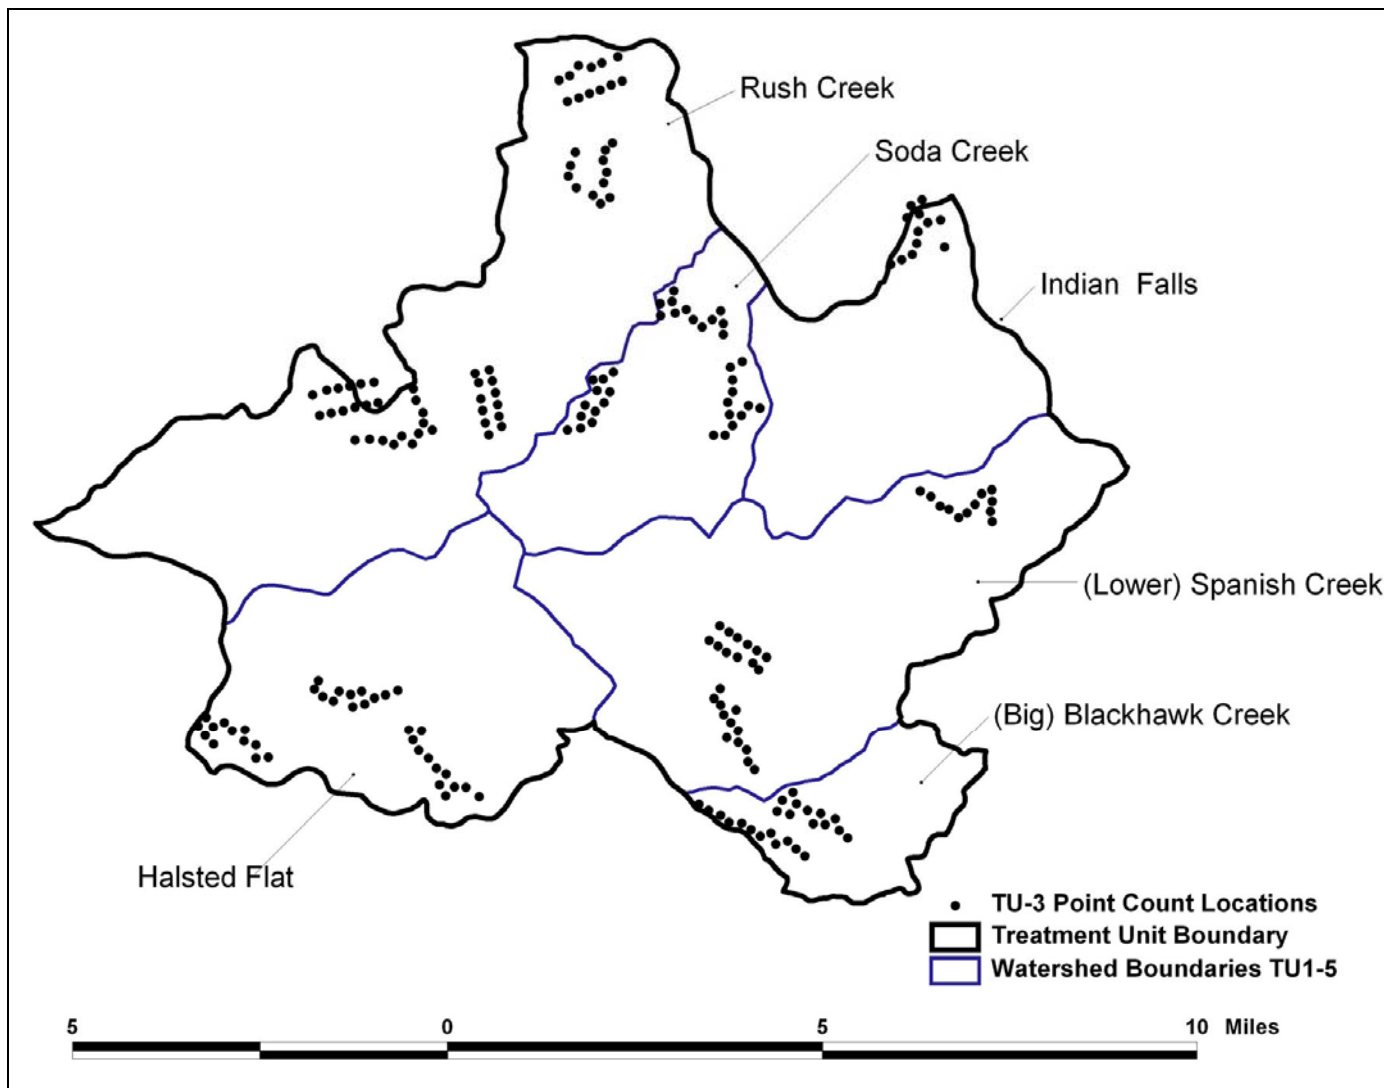 Rush Creek
Soda Creek
Indian Falls
(Lower) Spanish Creek
(Big) Blackhawk Creek
Halsted Flat
TU-3 Point Count Locations
Treatment Unit Boundary
Watershed Boundaries TU1-5
5 0 5 10 Miles